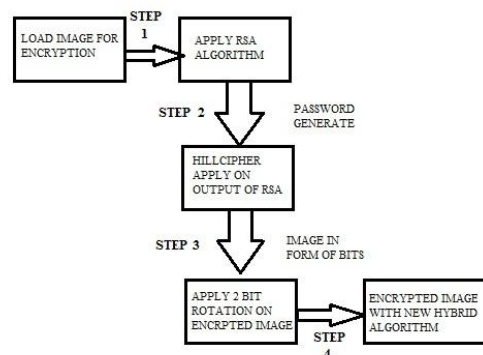 STEP
1
LOAD IMAGE FOR
ENCRYPTION
APPLY RSA
ALGORITHM
STEP 2
PASSWORD
GENERATE
HILLCIPHER
APPLY ON
OUTPUT OF RSA
STEP 3
IMAGE IN
FORM OF BITS
APPLY 2 BIT
ROTATION ON
ENCRPTED IMAGE
STEP
4
ENCRYPTED IMAGE
WITH NEW HYBRID
ALGORITHM